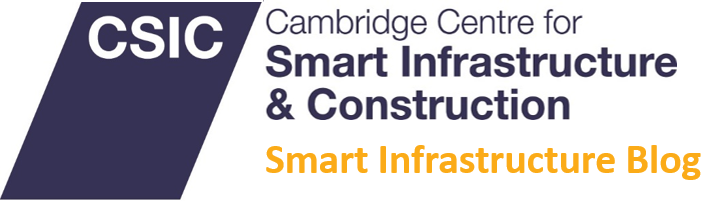 CSIC
Cambridge Centre for
Smart Infrastructure
& Construction
Smart Infrastructure Blog